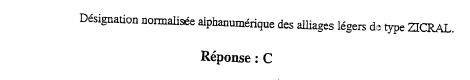 Désignation normalisée alphanumérique des alliages légers de type ZICRAL.
Réponse : C